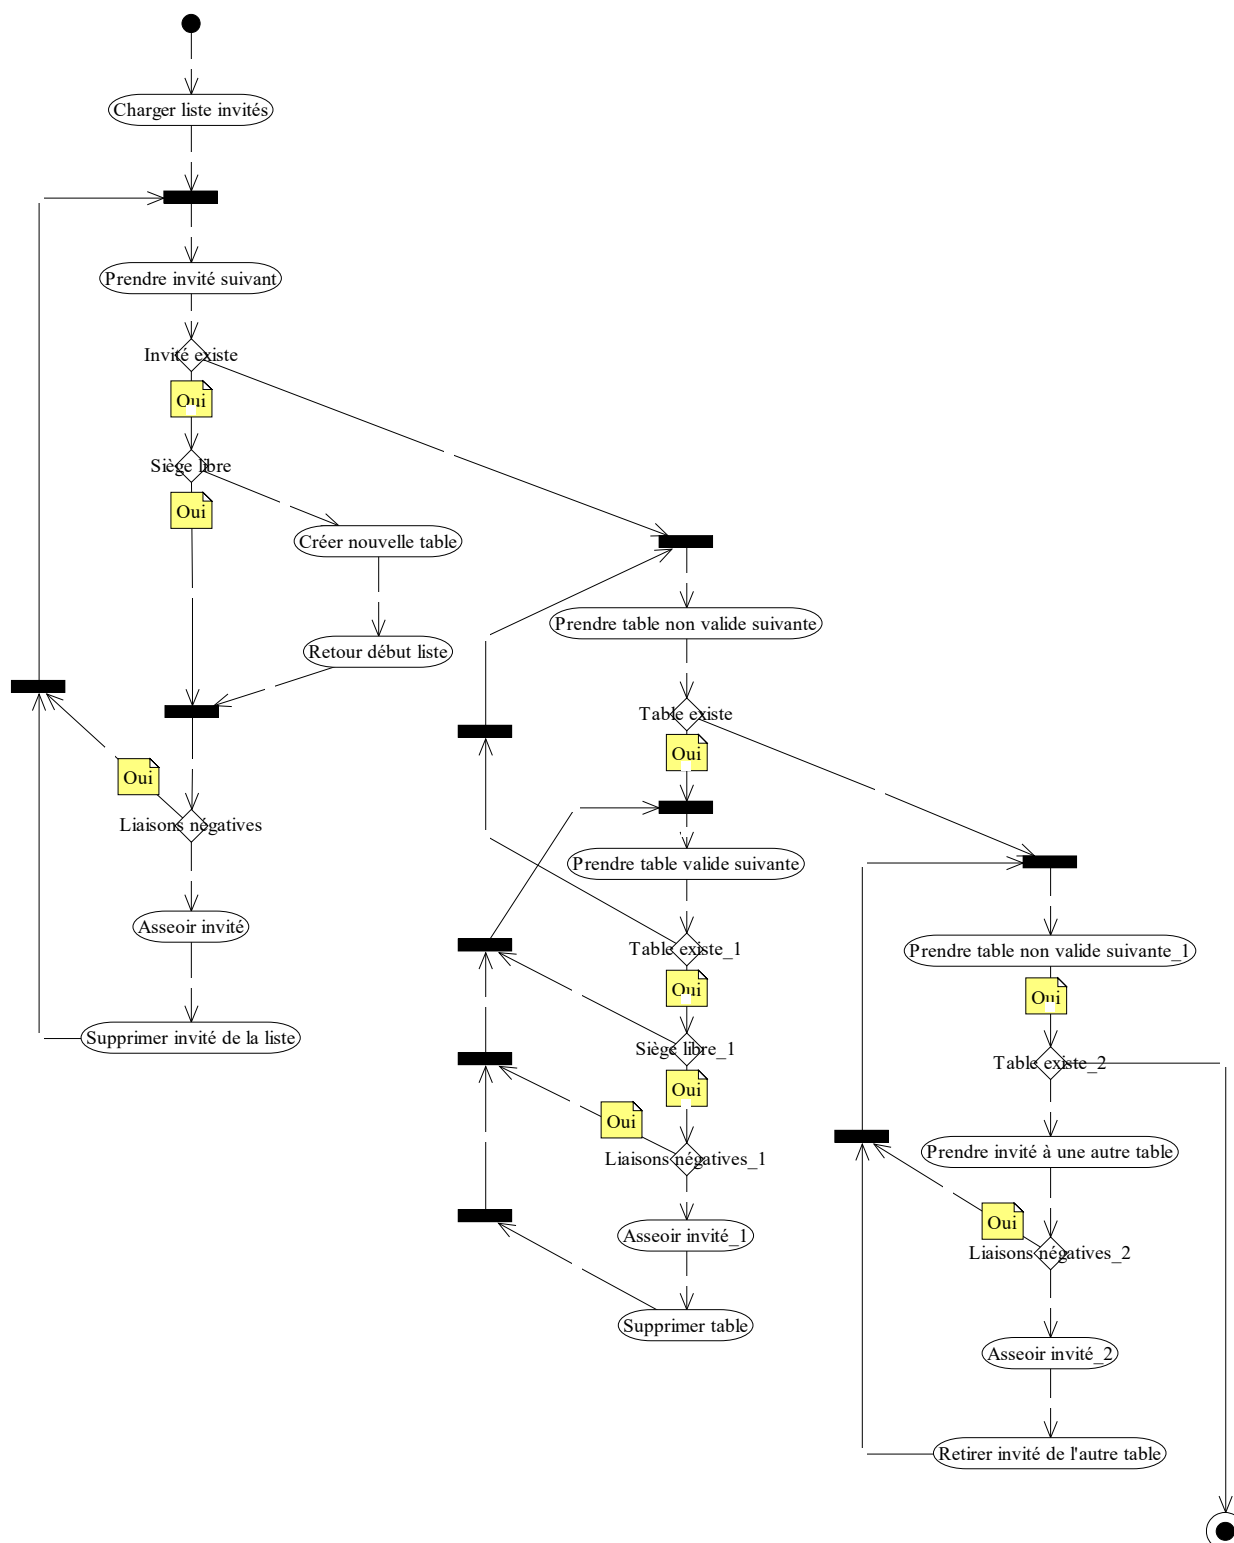 Charger liste invités
Prendre invité suivant
Invité existe
Oui
Siège libre
Oui
Créer nouvelle table
Retour début liste
Oui
Liaisons négatives
Asseoir invité
Supprimer invité de la liste
Prendre table non valide suivante
Table existe
Oui
Prendre table valide suivante
Table existe_1
Oui
Siège libre_1
Oui
Oui
Liaisons négatives_1
Asseoir invité_1
Supprimer table
Prendre table non valide suivante_1
Oui
Table existe_2
Prendre invité à une autre table
Oui
Liaisons négatives_2
Asseoir invité_2
Retirer invité de l'autre table